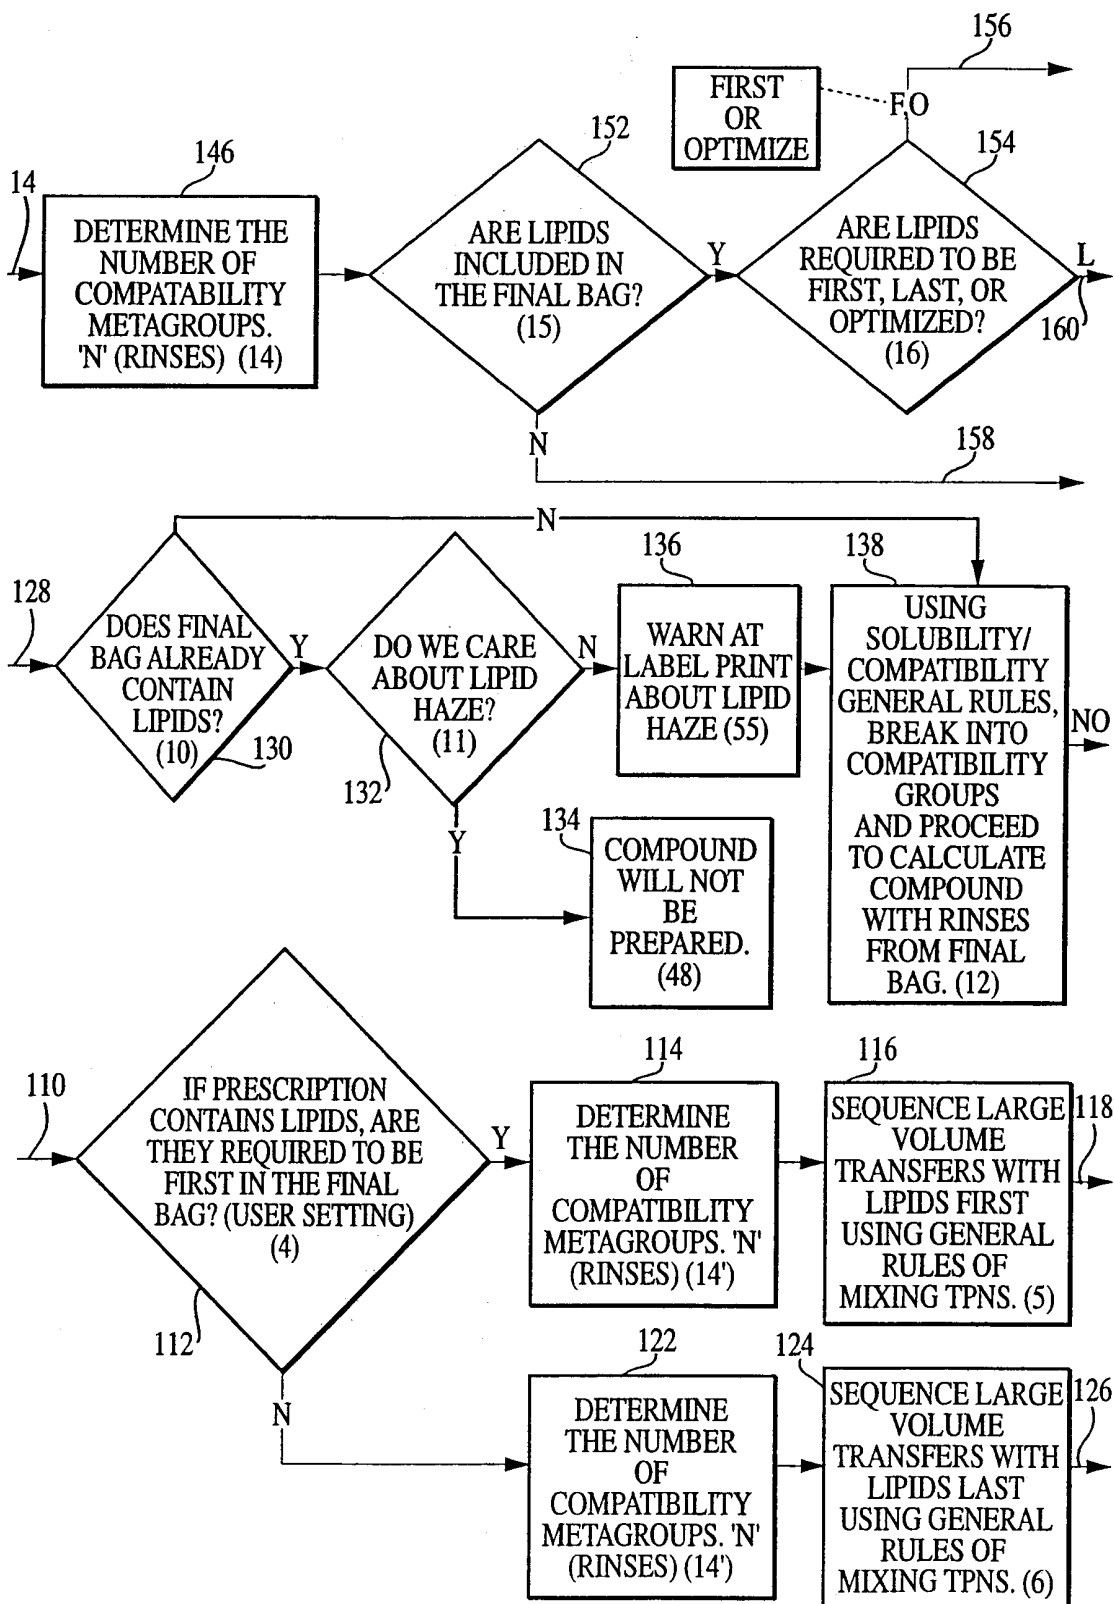 156
FIRST
OR
OPTIMIZE
F,O
152
154
146
14
DETERMINE THE
NUMBER OF
COMPATABILITY
METAGROUPS.
'N' (RINSES) (14)
ARE LIPIDS
INCLUDED IN
THE FINAL BAG?
(15)
Y
ARE LIPIDS
REQUIRED TO BE
FIRST, LAST, OR
OPTIMIZED?
(16)
L
160
N
158
N
128
DOES FINAL
BAG ALREADY
CONTAIN
LIPIDS?
(10)
130
Y
DO WE CARE
ABOUT LIPID
HAZE?
(11)
132
N
136
WARN AT
LABEL PRINT
ABOUT LIPID
HAZE (55)
138
USING
SOLUBILITY/
COMPATIBILITY
GENERAL RULES,
BREAK INTO
COMPATIBILITY
GROUPS
AND PROCEED
TO CALCULATE
COMPOUND
WITH RINSES
FROM FINAL
BAG. (12)
NO
Y
134
COMPOUND
WILL NOT
BE
PREPARED.
(48)
110
IF PRESCRIPTION
CONTAINS LIPIDS, ARE
THEY REQUIRED TO BE
FIRST IN THE FINAL
BAG? (USER SETTING)
(4)
112
Y
114
DETERMINE
THE NUMBER
OF
COMPATIBILITY
METAGROUPS. 'N'
(RINSES) (14')
116
SEQUENCE LARGE
VOLUME
TRANSFERS WITH
LIPIDS FIRST
USING GENERAL
RULES OF
MIXING TPNS. (5)
118
N
122
DETERMINE
THE NUMBER
OF
COMPATIBILITY
METAGROUPS. 'N'
(RINSES) (14')
124
SEQUENCE LARGE
VOLUME
TRANSFERS WITH
LIPIDS LAST
USING GENERAL
RULES OF
MIXING TPNS. (6)
126